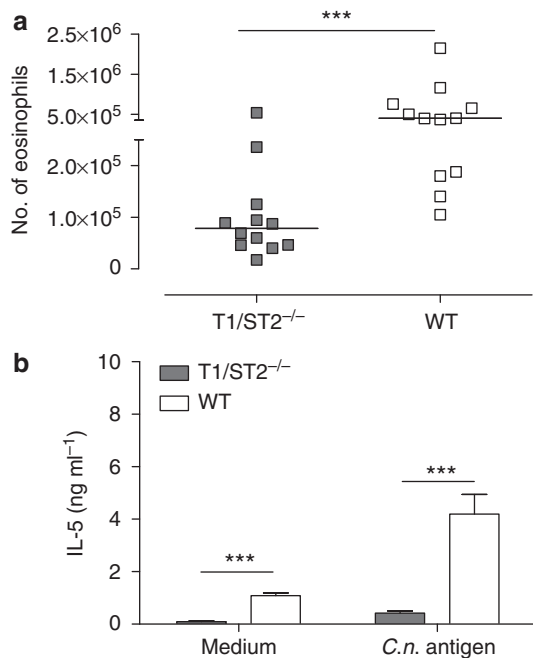 a
***
No. of eosinophils
2.5×10⁶
1.5×10⁶
5.0×10⁵
2.0×10⁵
1.0×10⁵
0
T1/ST2⁻/⁻
WT
b
T1/ST2⁻/⁻
WT
IL-5 (ng ml⁻¹)
10
8
6
4
2
0
***
***
Medium
C.n. antigen